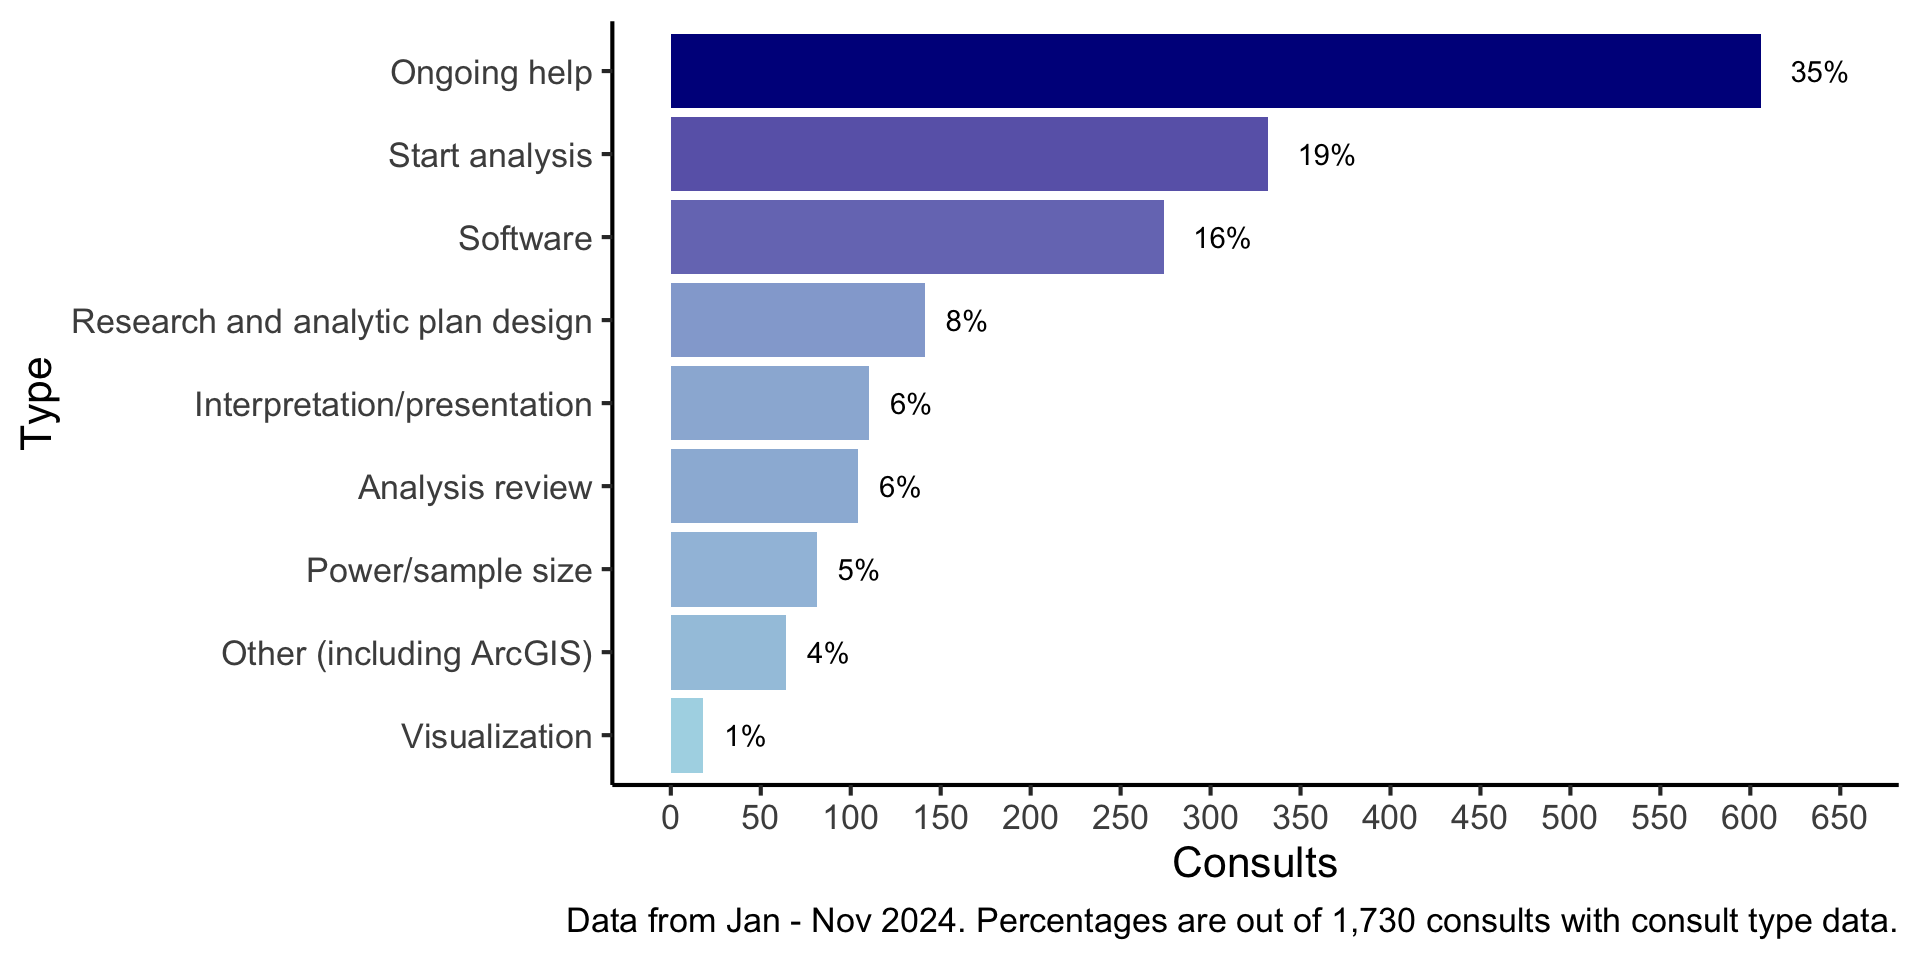 Ongoing help 35%
Start analysis 19%
Software 16%
Research and analytic plan design 8%
Interpretation/presentation 6%
Analysis review 6%
Power/sample size 5%
Other (including ArcGIS) 4%
Visualization 1%
Type
0 50 100 150 200 250 300 350 400 450 500 550 600 650
Consults
Data from Jan - Nov 2024. Percentages are out of 1,730 consults with consult type data.